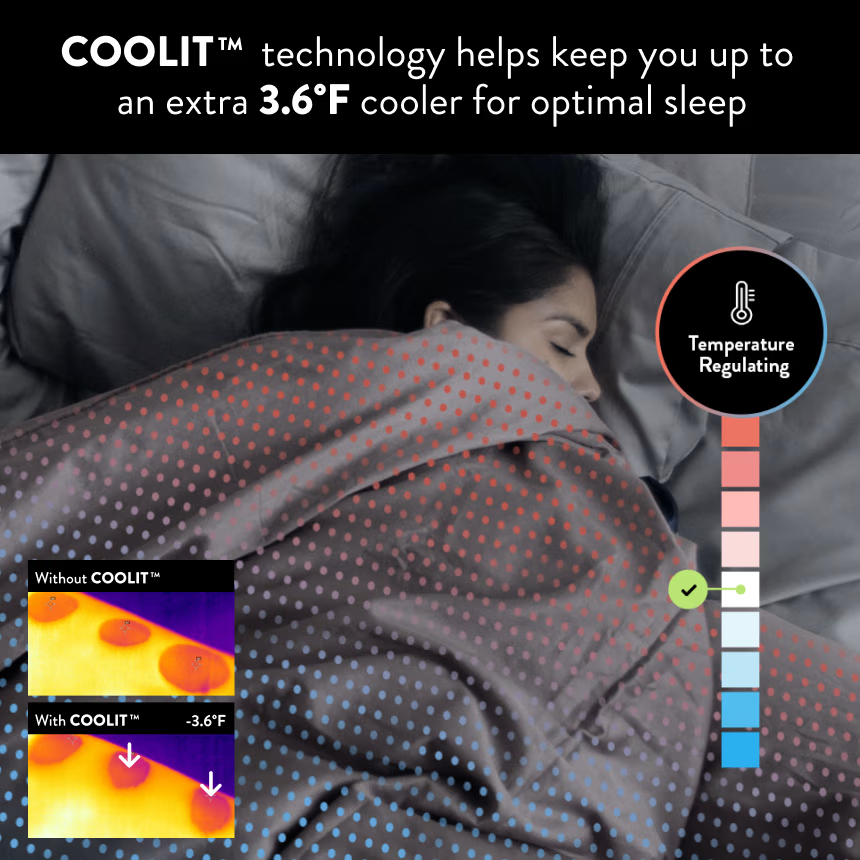 COOLIT™ technology helps keep you up to
an extra 3.6°F cooler for optimal sleep
Temperature
Regulating
Without COOLIT™
With COOLIT™ -3.6°F